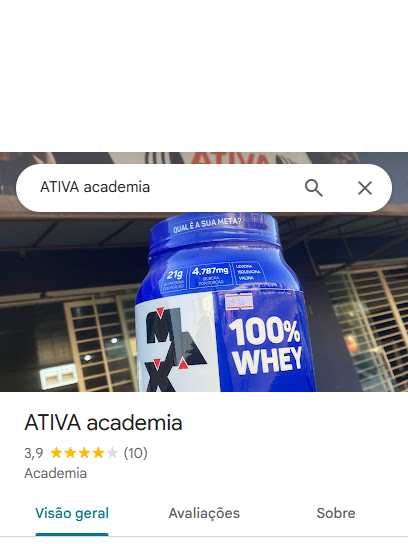 ATIVA
ATIVA academia
QUAL É A SUA META?
21g
4.787mg
100%
WHEY
MAX
ATIVA academia
3,9 (10)
Academia
Visão geral
Avaliações
Sobre